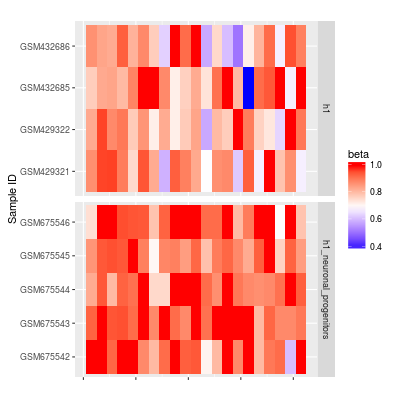 GSM432686
GSM432685
GSM429322
GSM429321
h1
GSM675546
GSM675545
GSM675544
GSM675543
GSM675542
h1_neuronal_progenitors
Sample ID
beta
1.0
0.8
0.6
0.4